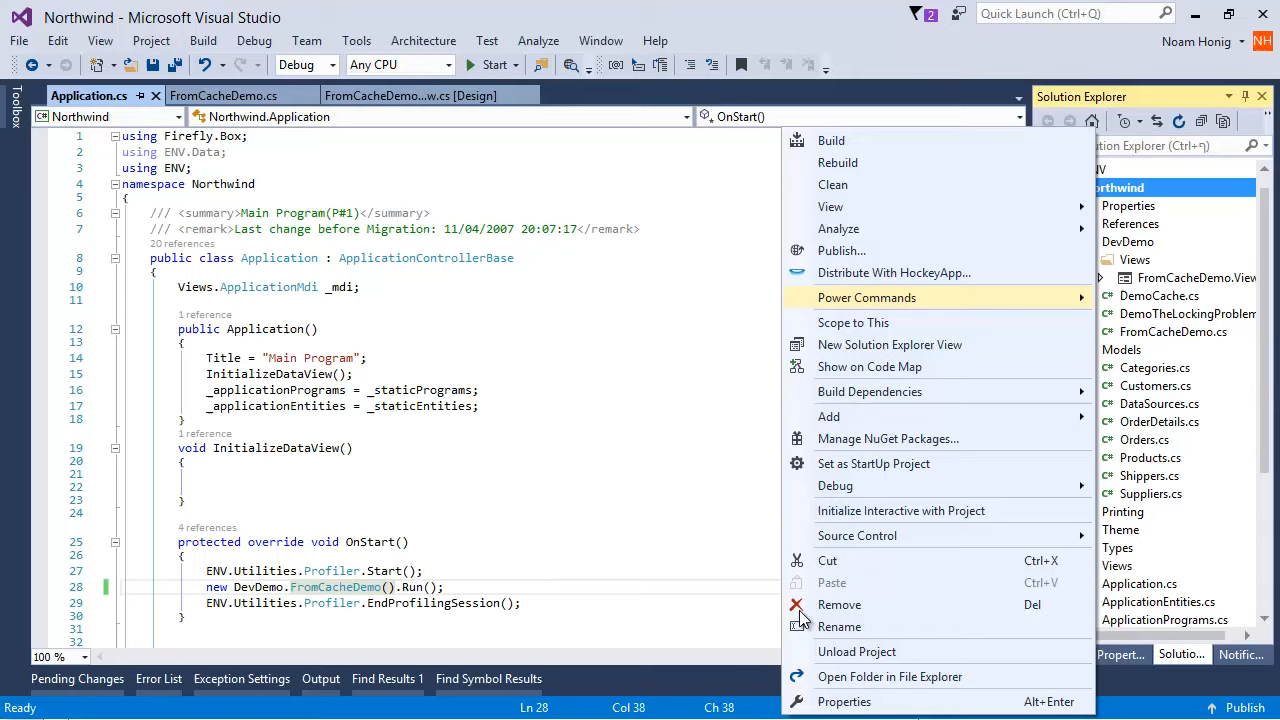 Northwind - Microsoft Visual Studio
2
Quick Launch (Ctrl+Q)
File Edit View Project Build Debug Team Tools Architecture Test Analyze Window Help
Noam Honig NH
Debug Any CPU Start
Toolbox
Application.cs FromCacheDemo.cs FromCacheDemo...w.cs [Design]
Northwind Northwind.Application OnStart()
1 using Firefly.Box;
2 using ENV.Data;
3 using ENV;
4 namespace Northwind
5 {
6 /// <summary>Main Program(P#1)</summary>
7 /// <remark>Last change before Migration: 11/04/2007 20:07:17</remark>
20 references
8 public class Application : ApplicationControllerBase
9 {
10 Views.ApplicationMdi _mdi;
11
1 reference
12 public Application()
13 {
14 Title = "Main Program";
15 InitializeDataView();
16 _applicationPrograms = _staticPrograms;
17 _applicationEntities = _staticEntities;
18 }
1 reference
19 void InitializeDataView()
20 {
21
22
23 }
24
4 references
25 protected override void OnStart()
26 {
27 ENV.Utilities.Profiler.Start();
28 new DevDemo.FromCacheDemo().Run();
29 ENV.Utilities.Profiler.EndProfilingSession();
30 }
31
32
100 %
Build
Rebuild
Clean
View
Analyze
Publish...
Distribute With HockeyApp...
Power Commands
Scope to This
New Solution Explorer View
Show on Code Map
Build Dependencies
Add
Manage NuGet Packages...
Set as StartUp Project
Debug
Initialize Interactive with Project
Source Control
Cut Ctrl+X
Paste Ctrl+V
Remove Del
Rename
Unload Project
Open Folder in File Explorer
Properties Alt+Enter
Solution Explorer
ution Explorer (Ctrl+ף)
NV
orthwind
Properties
References
DevDemo
Views
FromCacheDemo.View
C# DemoCache.cs
C# DemoTheLockingProblem
C# FromCacheDemo.cs
Models
C# Categories.cs
C# Customers.cs
C# DataSources.cs
C# OrderDetails.cs
C# Orders.cs
C# Products.cs
C# Shippers.cs
C# Suppliers.cs
Printing
Theme
Types
Views
C# Application.cs
C# ApplicationEntities.cs
C# ApplicationPrograms.cs
Propert... Solutio... Notific...
Pending Changes Error List Exception Settings Output Find Results 1 Find Symbol Results
Ready Ln 28 Col 38 Ch 38 Publish